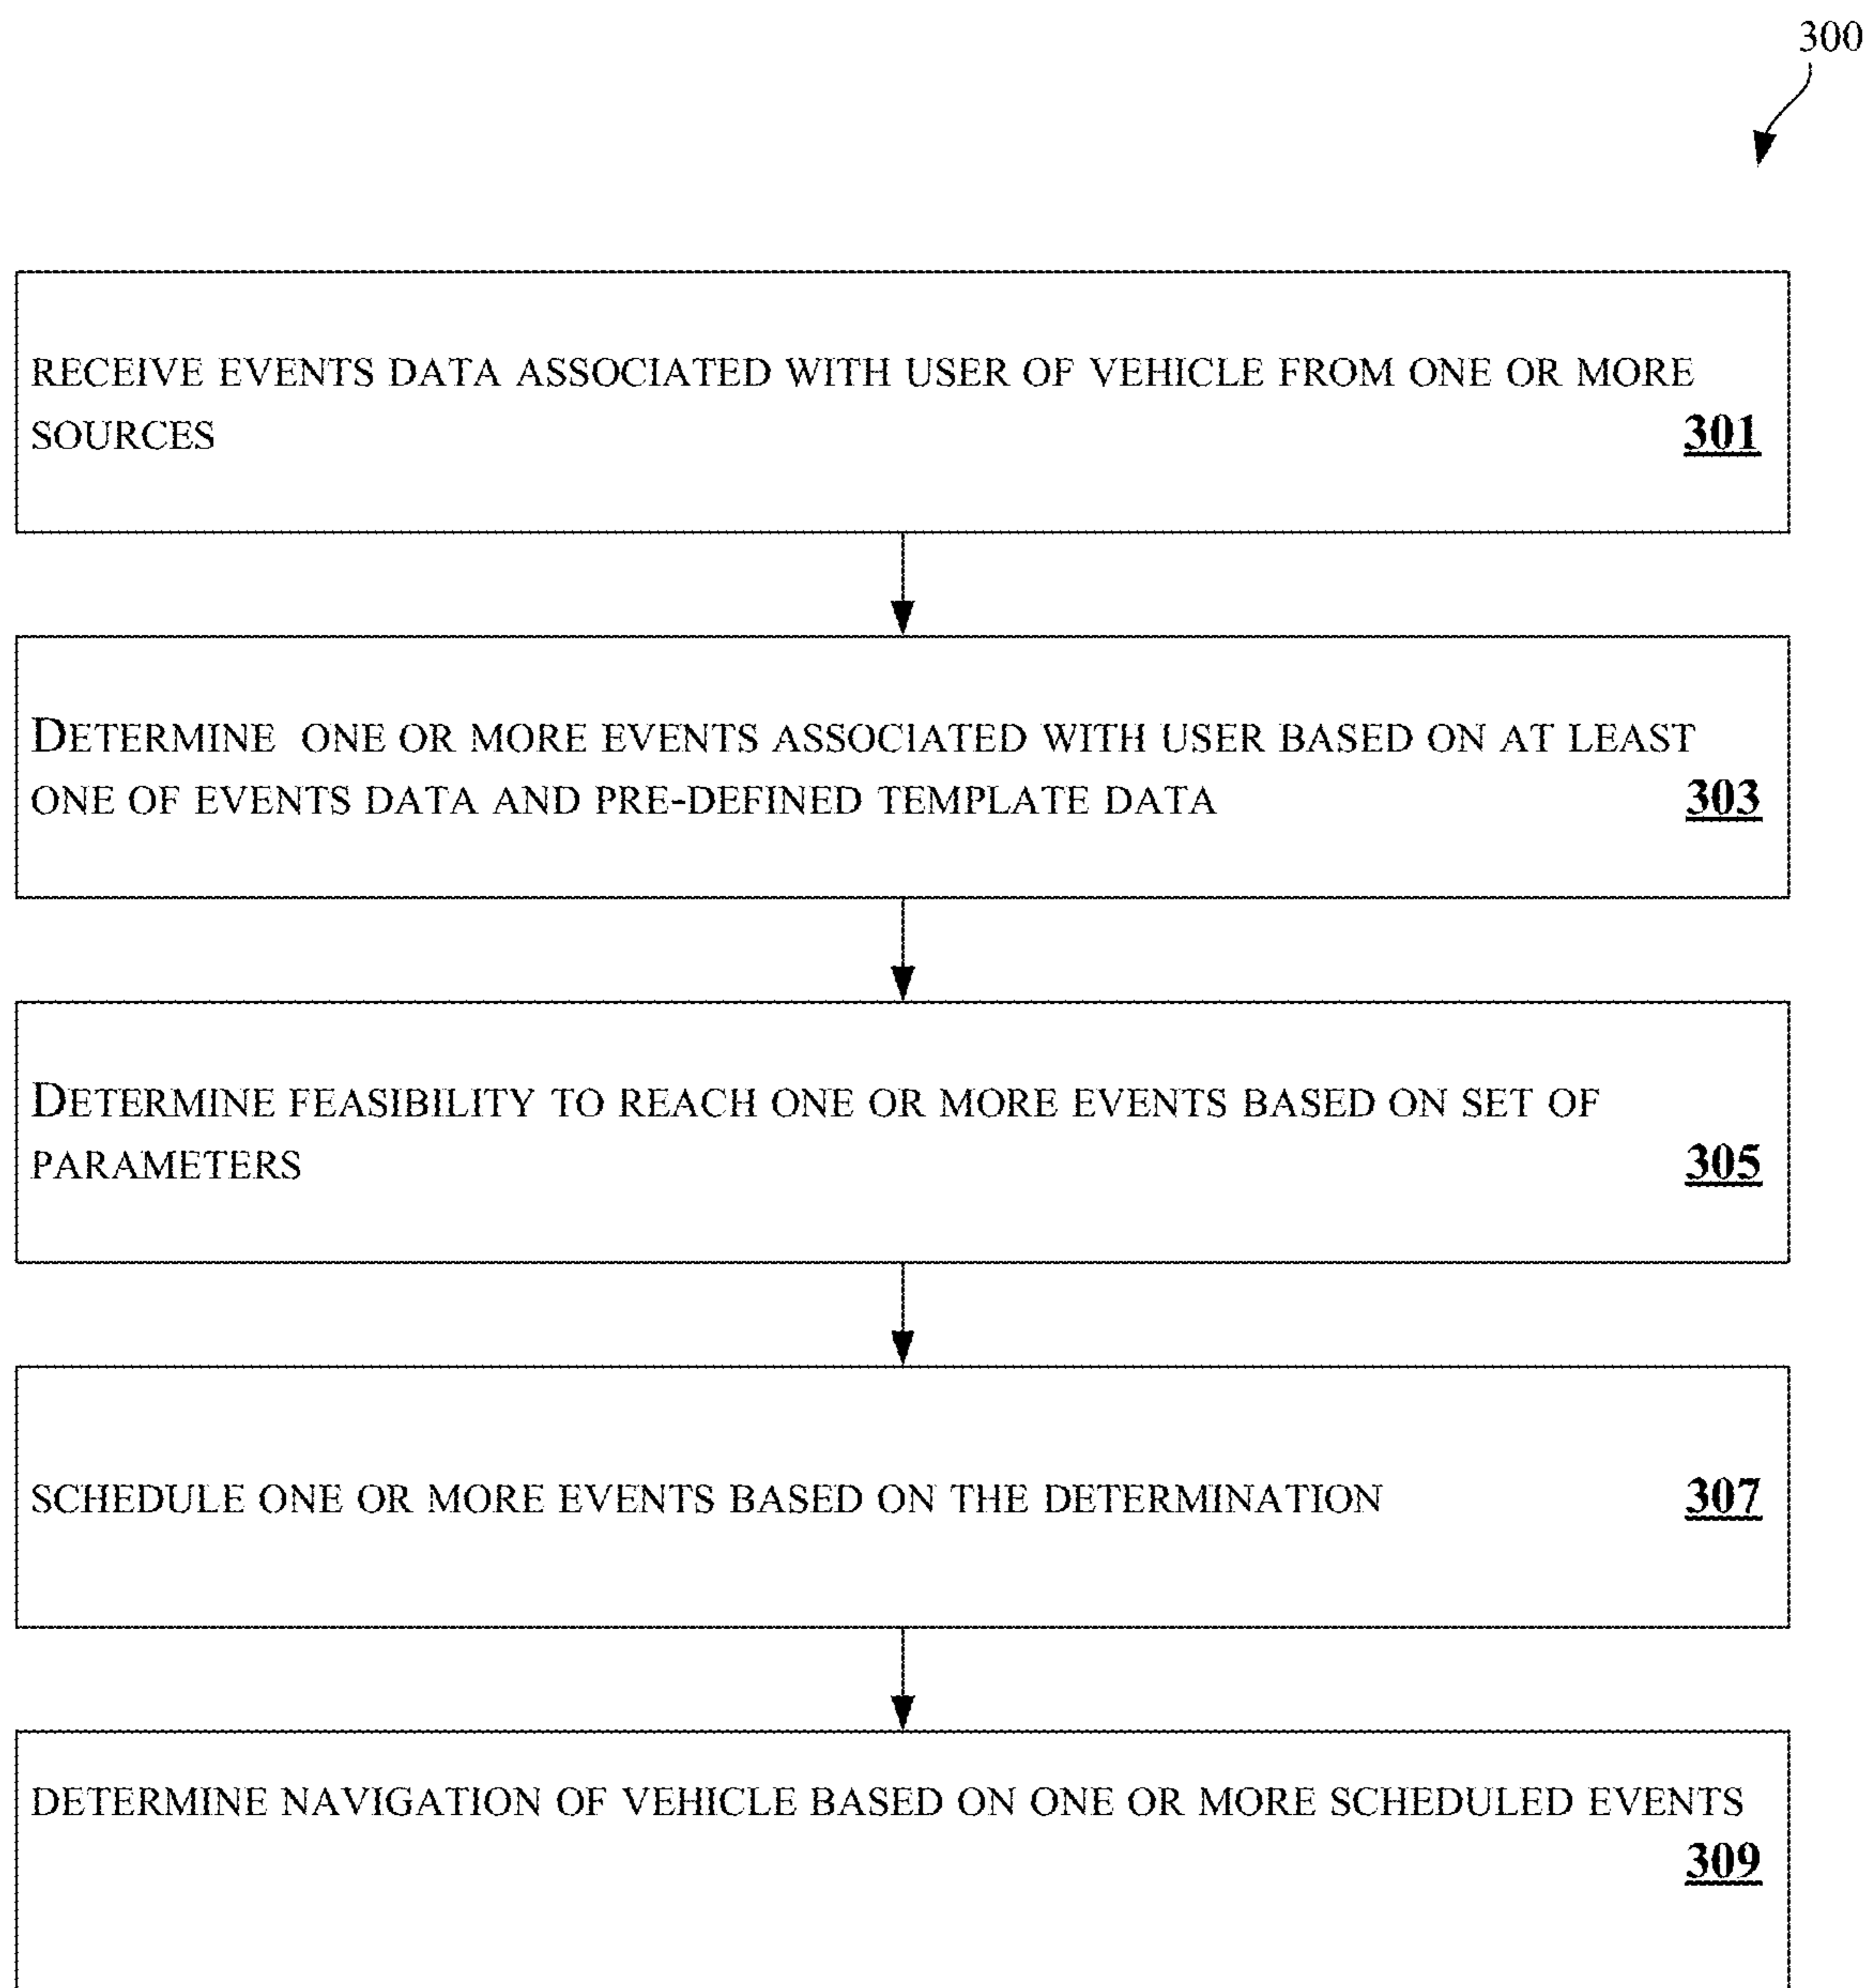 300
RECEIVE EVENTS DATA ASSOCIATED WITH USER OF VEHICLE FROM ONE OR MORE
SOURCES 301
DETERMINE ONE OR MORE EVENTS ASSOCIATED WITH USER BASED ON AT LEAST
ONE OF EVENTS DATA AND PRE-DEFINED TEMPLATE DATA 303
DETERMINE FEASIBILITY TO REACH ONE OR MORE EVENTS BASED ON SET OF
PARAMETERS 305
SCHEDULE ONE OR MORE EVENTS BASED ON THE DETERMINATION 307
DETERMINE NAVIGATION OF VEHICLE BASED ON ONE OR MORE SCHEDULED EVENTS
309